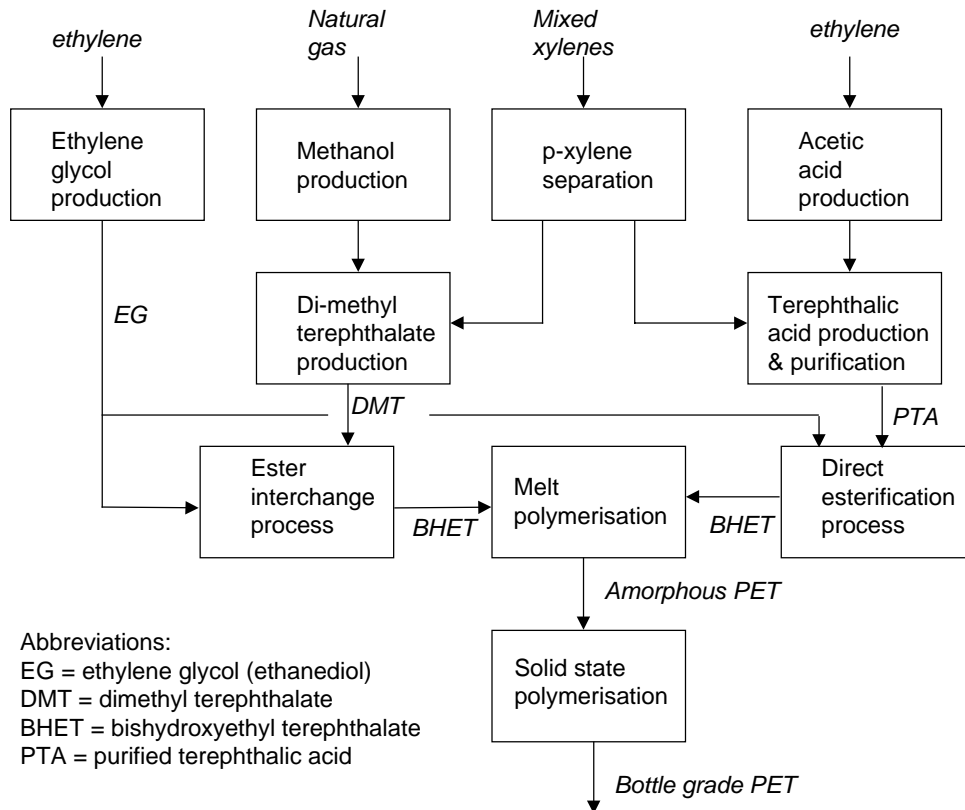 ethylene
Natural
gas
Mixed
xylenes
ethylene
Ethylene
glycol
production
Methanol
production
p-xylene
separation
Acetic
acid
production
EG
Di-methyl
terephthalate
production
Terephthalic
acid production
& purification
DMT
PTA
Ester
interchange
process
BHET
Melt
polymerisation
BHET
Direct
esterification
process
Amorphous PET
Solid state
polymerisation
Bottle grade PET
Abbreviations:
EG = ethylene glycol (ethanediol)
DMT = dimethyl terephthalate
BHET = bishydroxyethyl terephthalate
PTA = purified terephthalic acid